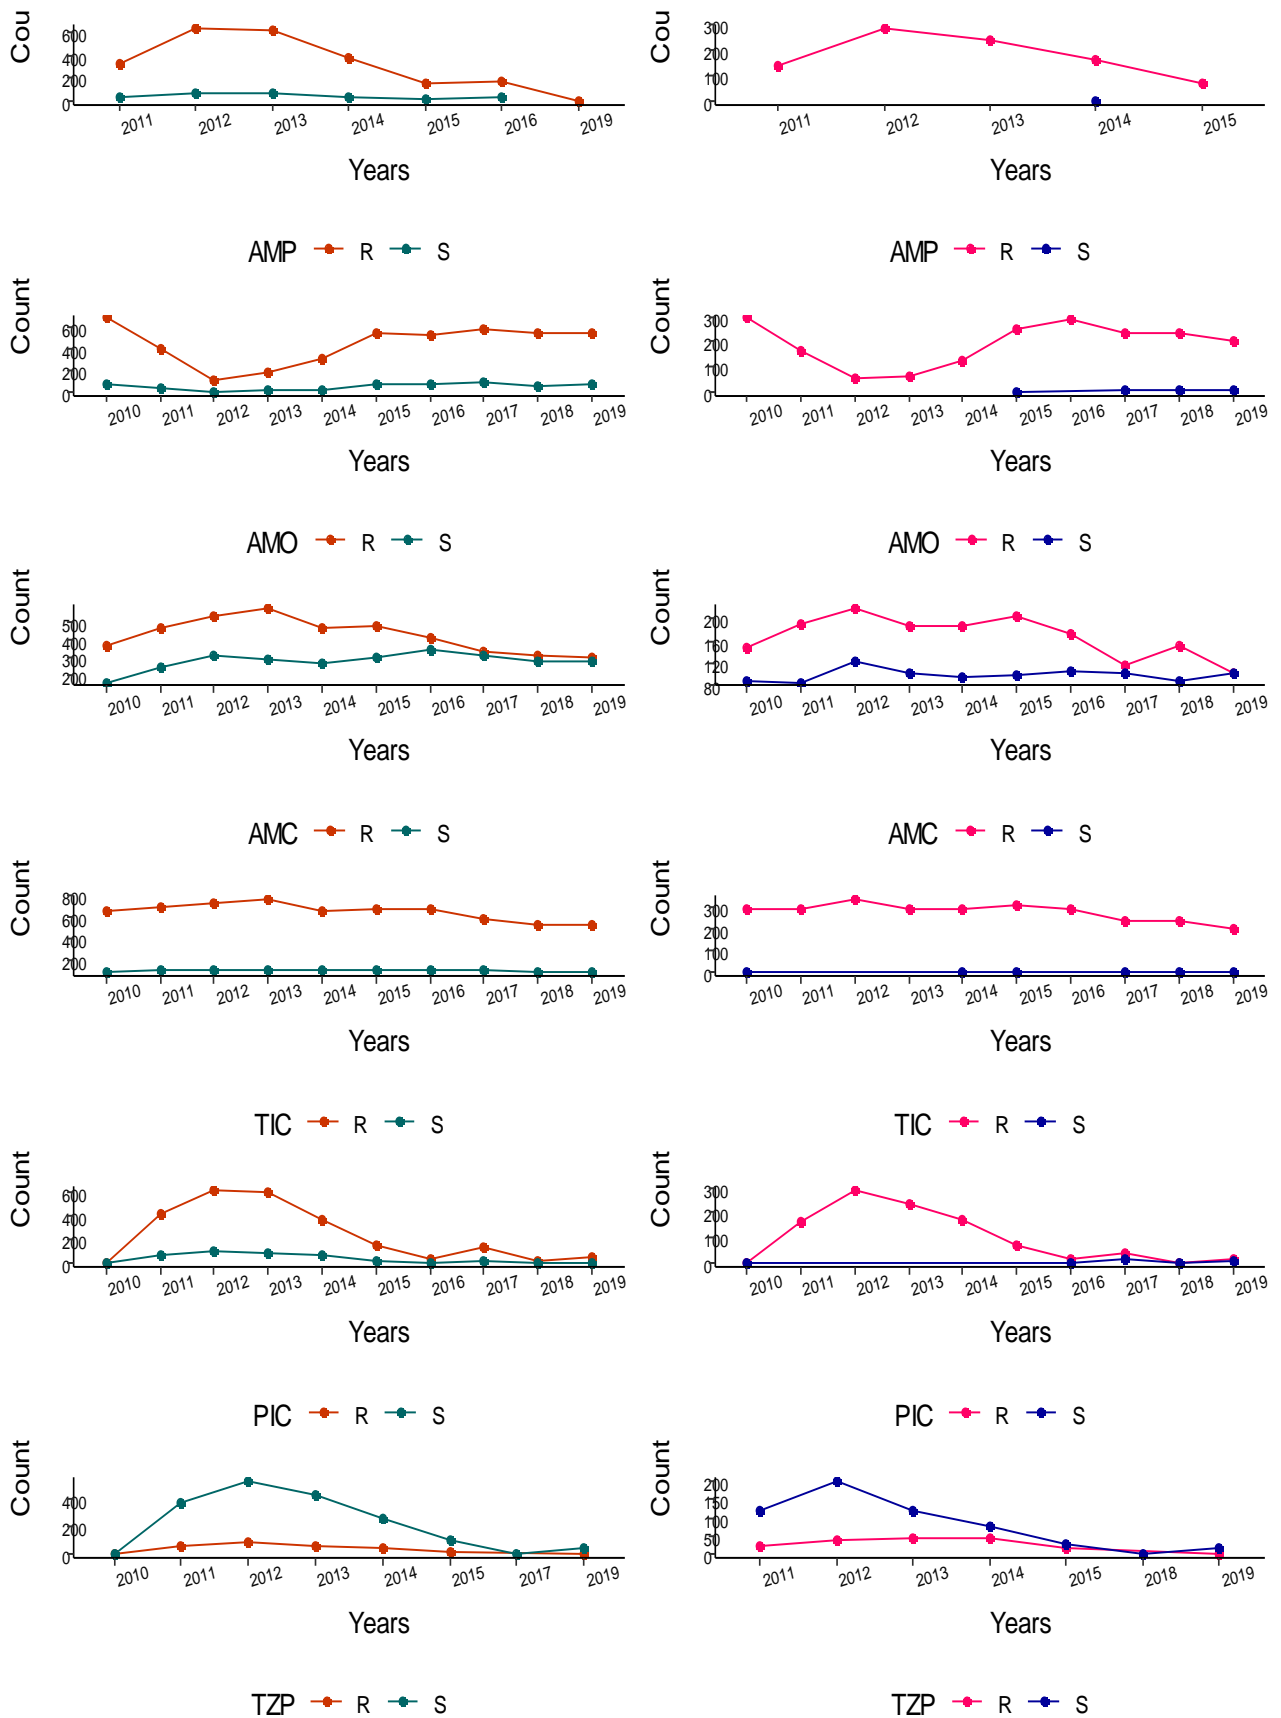 Cou
600
400
200
0
2011 2012 2013 2014 2015 2016 2019
Years
AMP R S
Cou
300
200
100
0
2011 2012 2013 2014 2015
Years
AMP R S
Count
600
400
200
0
2010 2011 2012 2013 2014 2015 2016 2017 2018 2019
Years
AMO R S
Count
300
200
100
0
2010 2011 2012 2013 2014 2015 2016 2017 2018 2019
Years
AMO R S
Count
500
400
300
200
2010 2011 2012 2013 2014 2015 2016 2017 2018 2019
Years
AMC R S
Count
200
160
120
80
2010 2011 2012 2013 2014 2015 2016 2017 2018 2019
Years
AMC R S
Count
800
600
400
200
2010 2011 2012 2013 2014 2015 2016 2017 2018 2019
Years
TIC R S
Count
300
200
100
0
2010 2011 2012 2013 2014 2015 2016 2017 2018 2019
Years
TIC R S
Count
600
400
200
0
2010 2011 2012 2013 2014 2015 2016 2017 2018 2019
Years
PIC R S
Count
300
200
100
0
2010 2011 2012 2013 2014 2015 2016 2017 2018 2019
Years
PIC R S
Count
400
200
0
2010 2011 2012 2013 2014 2015 2017 2019
Years
TZP R S
Count
200
150
100
50
0
2011 2012 2013 2014 2015 2018 2019
Years
TZP R S